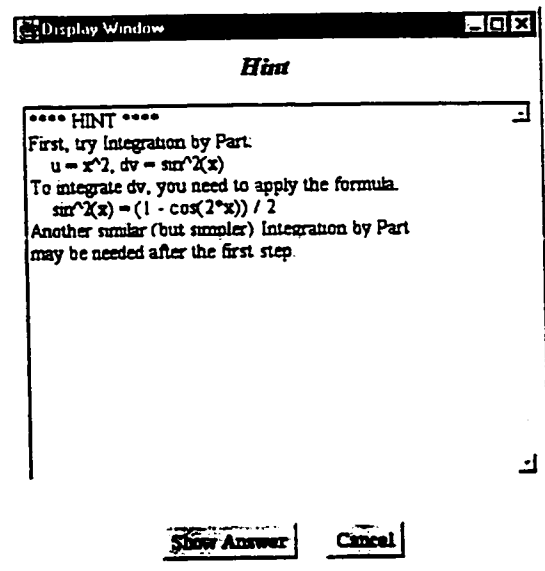 Display Window
Hint
**** HINT ****
First, try Integration by Part:
u = x^2, dv = sin^2(x)
To integrate dv, you need to apply the formula.
sin^2(x) = (1 - cos(2*x)) / 2
Another similar (but simpler) Integration by Part
may be needed after the first step.
Show Answer
Cancel